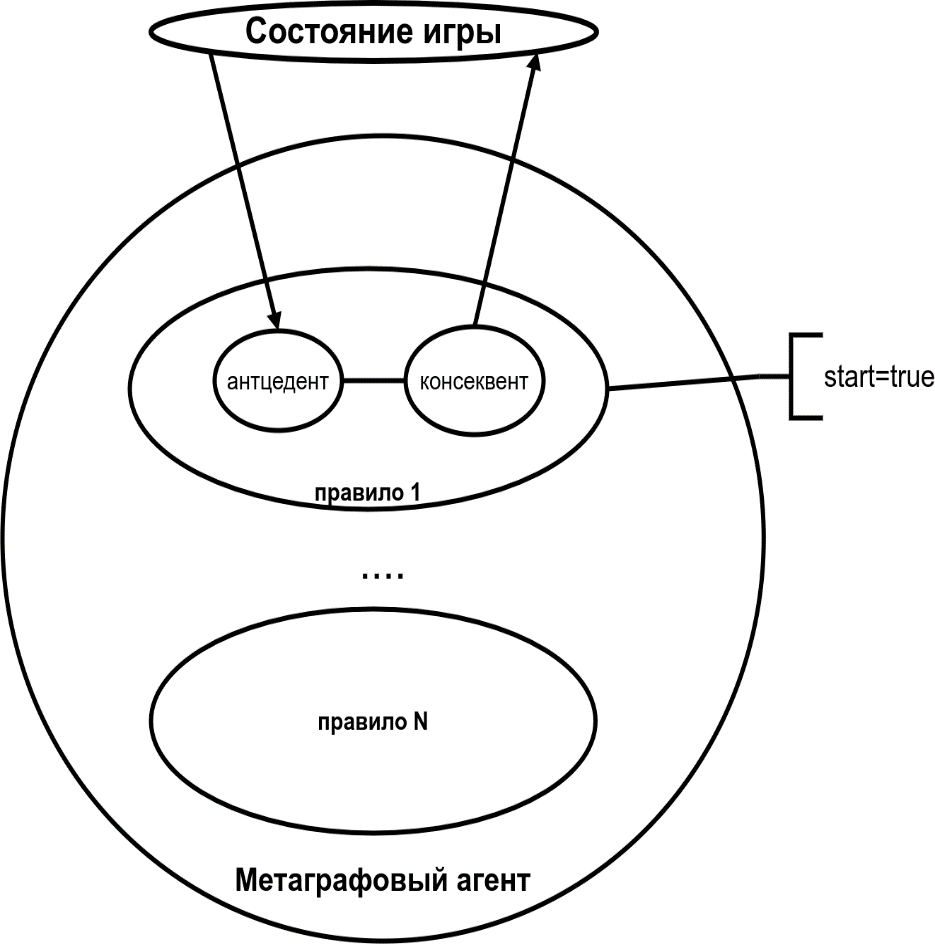 Состояние игры
антцедент
консеквент
start=true
правило 1
....
правило N
Метаграфовый агент